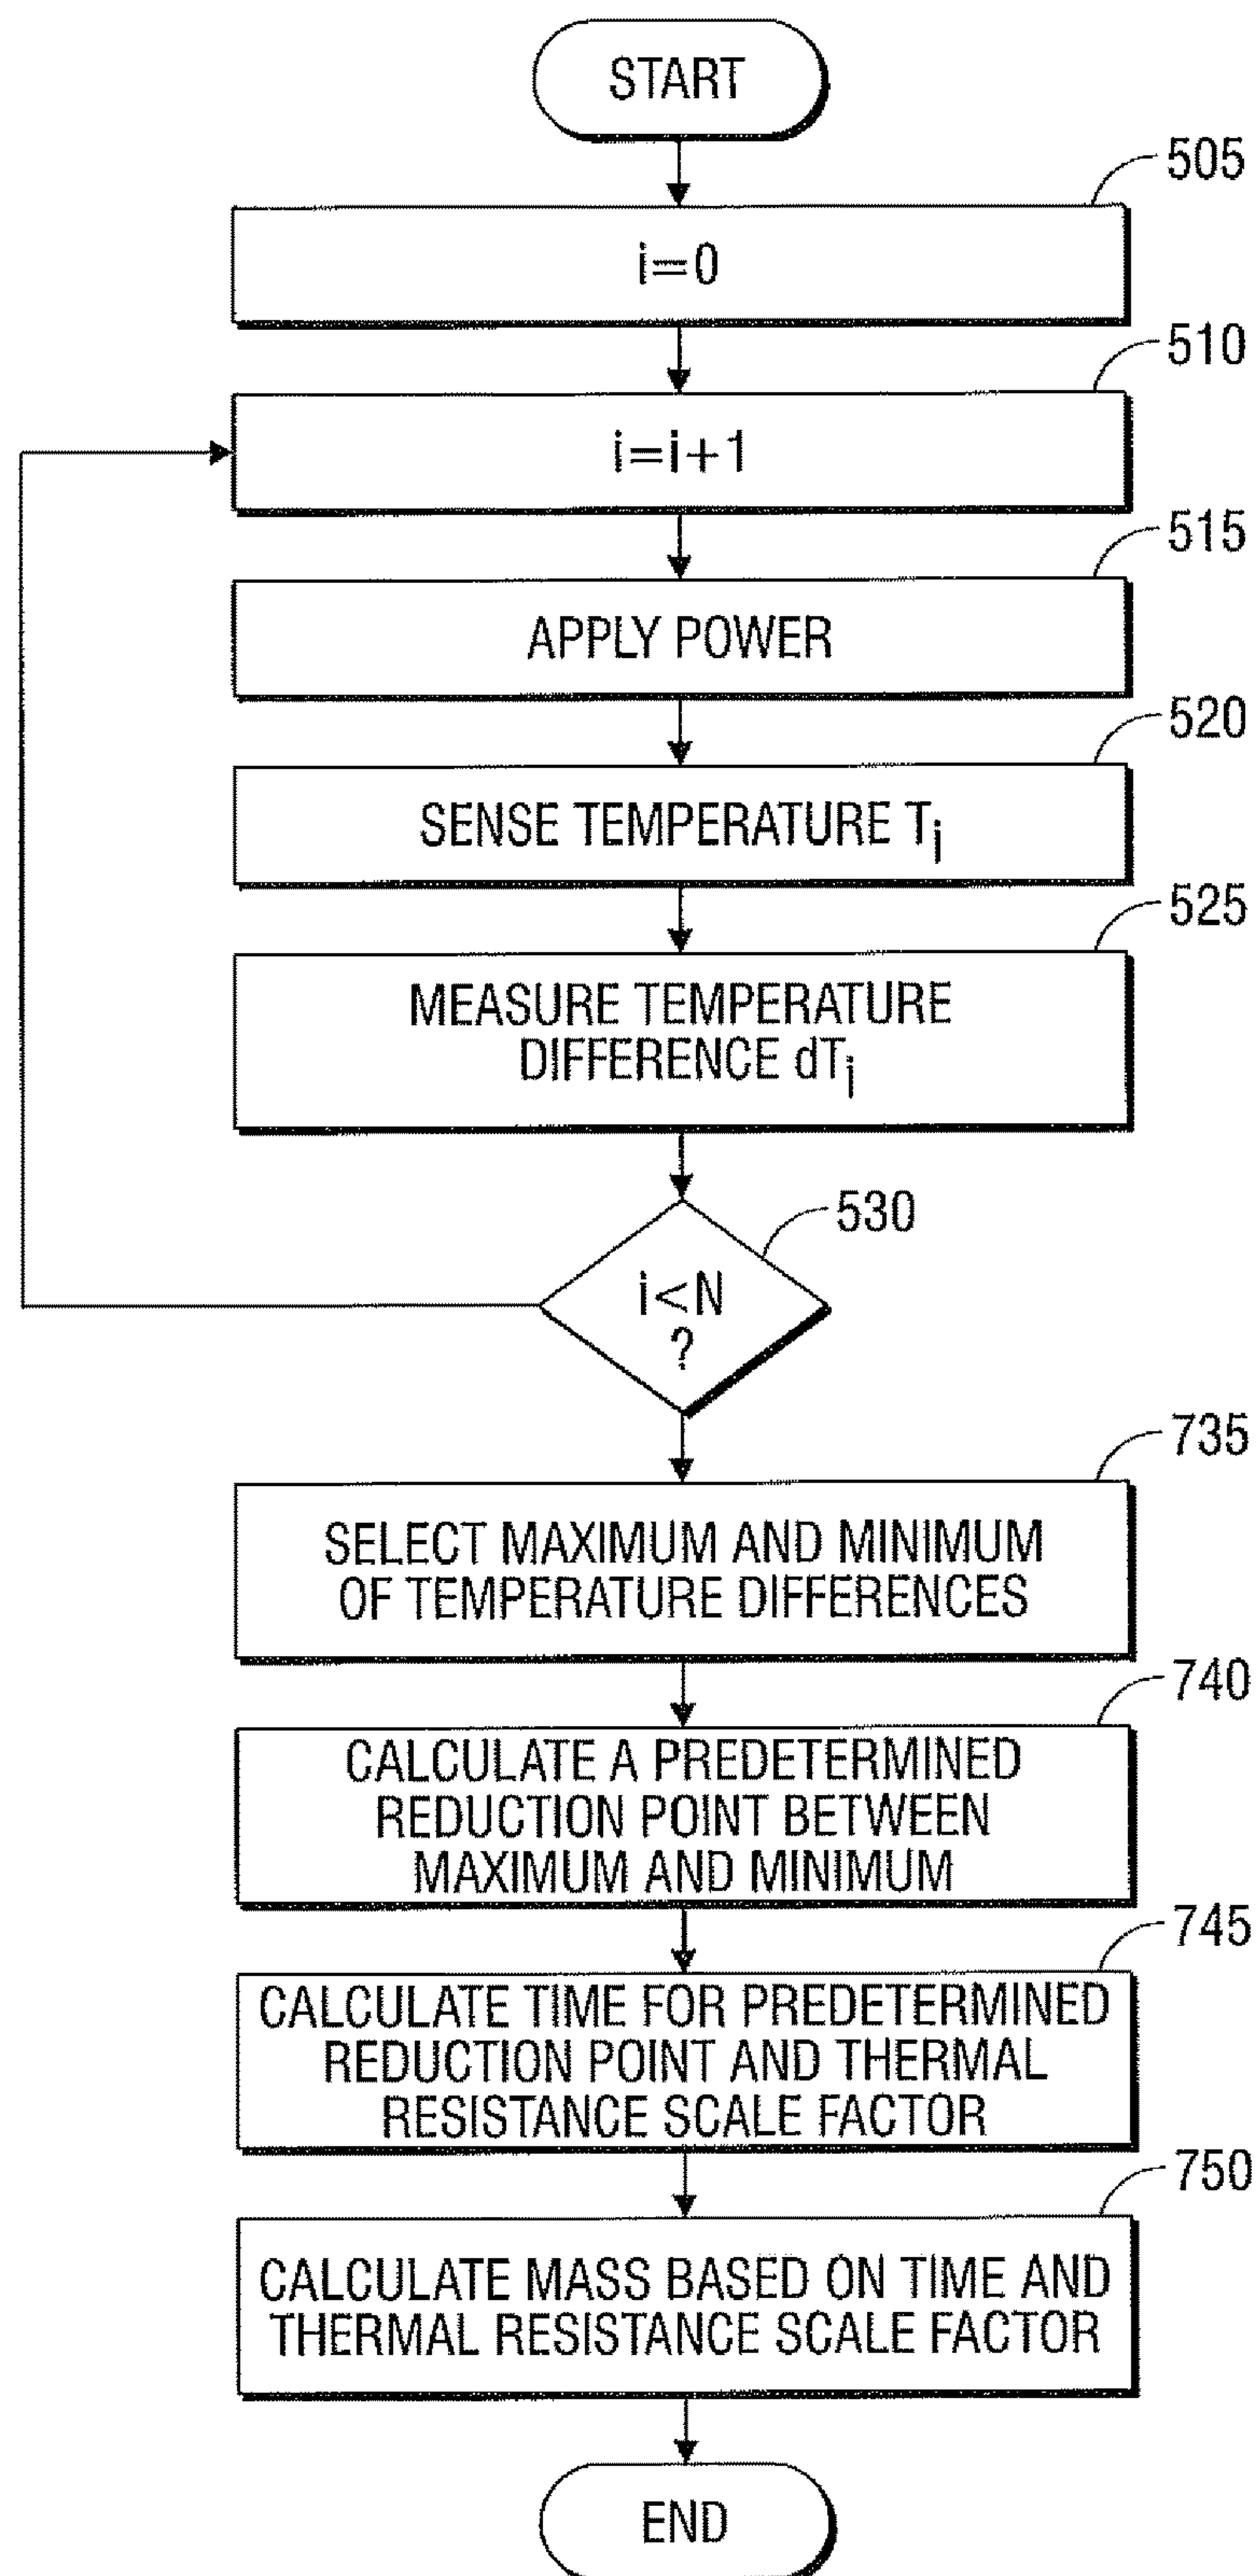 START
505
i=0
510
i=i+1
515
APPLY POWER
520
SENSE TEMPERATURE Ti
525
MEASURE TEMPERATURE
DIFFERENCE dTi
530
i<N
?
735
SELECT MAXIMUM AND MINIMUM
OF TEMPERATURE DIFFERENCES
740
CALCULATE A PREDETERMINED
REDUCTION POINT BETWEEN
MAXIMUM AND MINIMUM
745
CALCULATE TIME FOR PREDETERMINED
REDUCTION POINT AND THERMAL
RESISTANCE SCALE FACTOR
750
CALCULATE MASS BASED ON TIME AND
THERMAL RESISTANCE SCALE FACTOR
END